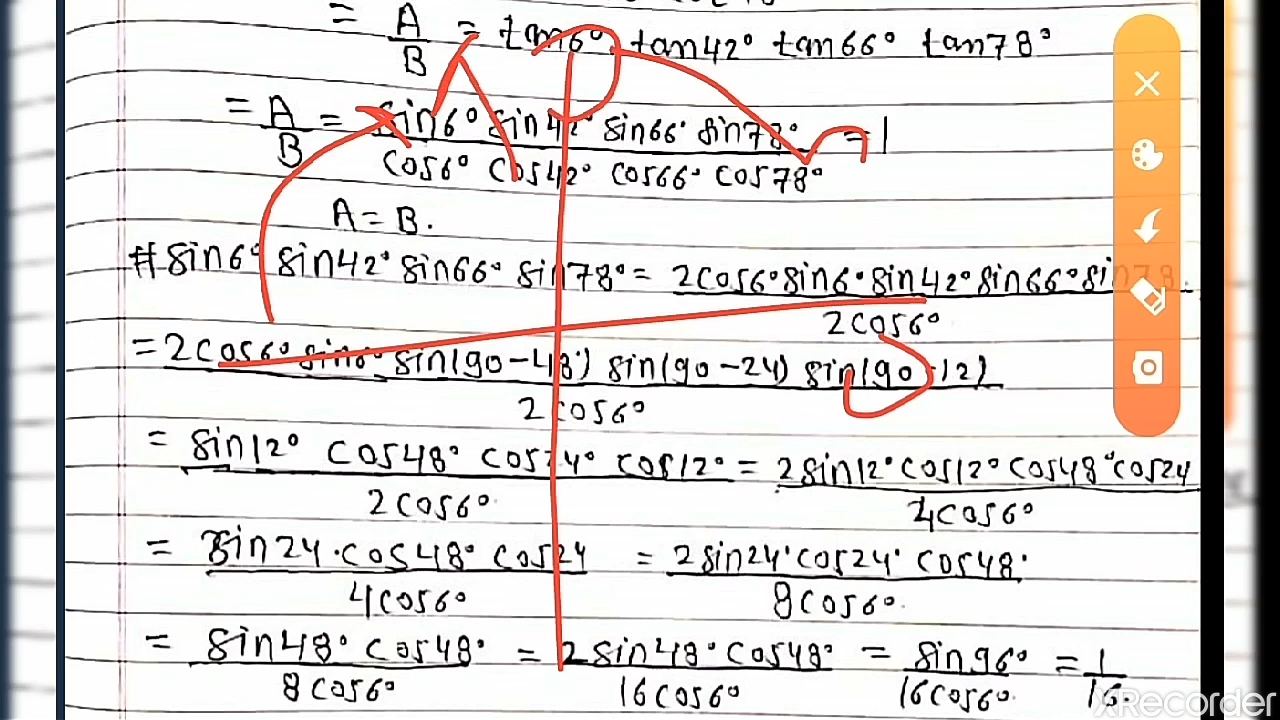 = A/B = tan6° tan42° tan66° tan78°
= A/B = sin6° sin42° sin66° sin78° / cos6° cos42° cos66° cos78° = 1
A = B.
# sin6° sin42° sin66° sin78° = 2cos6° sin6° sin42° sin66° sin78. / 2cos6°
= 2cos6° sin6° sin(90-48°) sin(90-24) sin(90-12) / 2cos6°
= sin12° cos48° cos24° cos12° / 2cos6° = 2sin12° cos12° cos48° cos24 / 4cos6°
= sin24 · cos48° cos24 / 4cos6° = 2sin24° cos24° cos48° / 8cos6°
= sin48° cos48° / 8cos6° = 2sin48° cos48° / 16cos6° = sin96° / 16cos6° = 1/16.
XRecorder